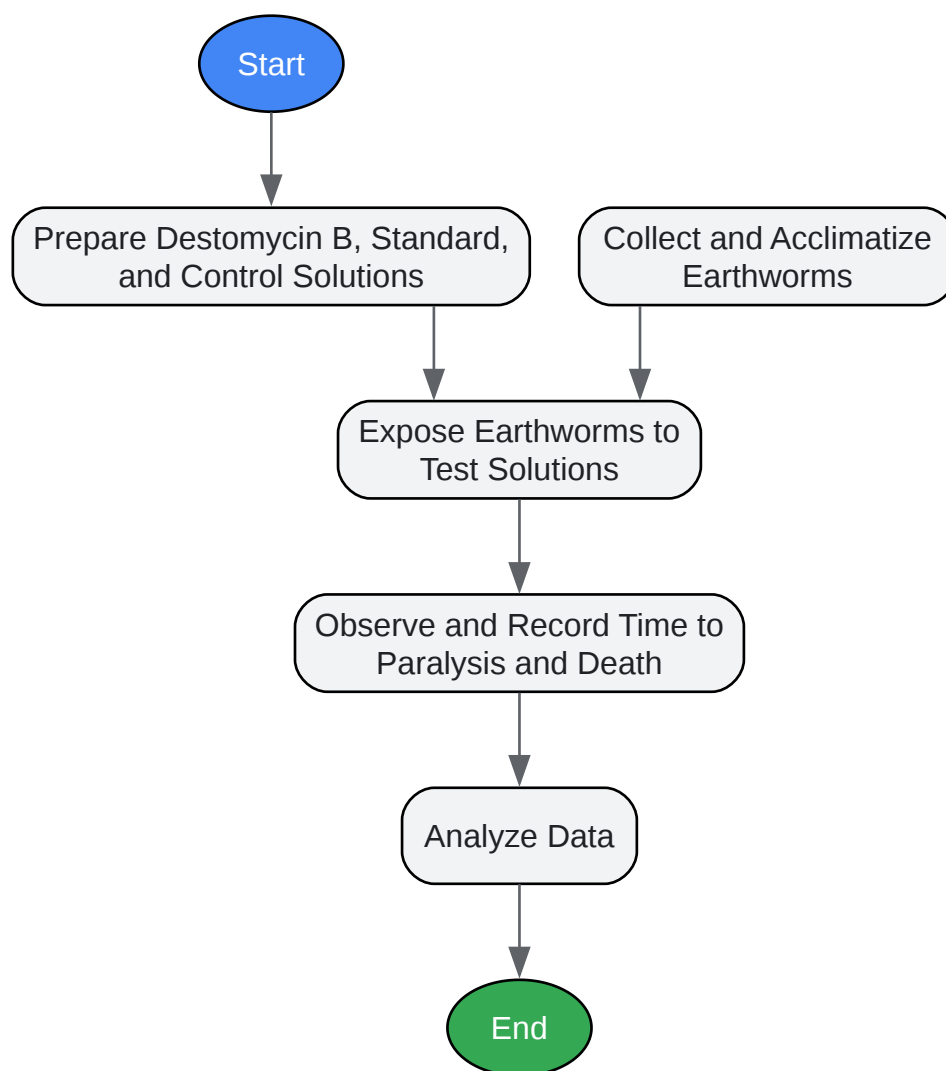 Start
Prepare Destomycin B, Standard,
and Control Solutions
Collect and Acclimatize
Earthworms
Expose Earthworms to
Test Solutions
Observe and Record Time to
Paralysis and Death
Analyze Data
End